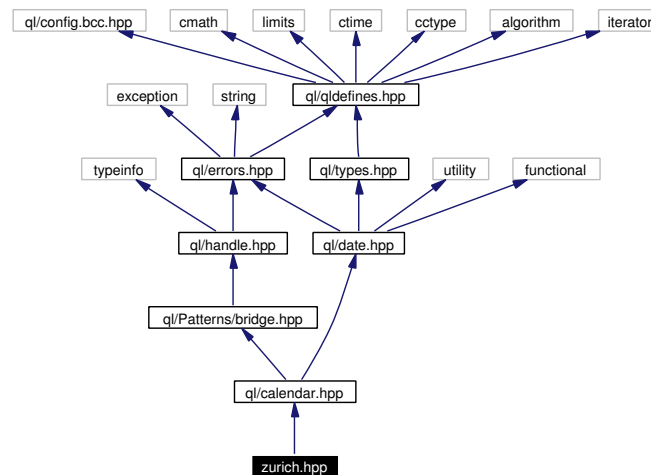 ql/config.bcc.hpp
cmath
limits
ctime
cctype
algorithm
iterator
exception
string
ql/qldefines.hpp
typeinfo
ql/errors.hpp
ql/types.hpp
utility
functional
ql/handle.hpp
ql/date.hpp
ql/Patterns/bridge.hpp
ql/calendar.hpp
zurich.hpp